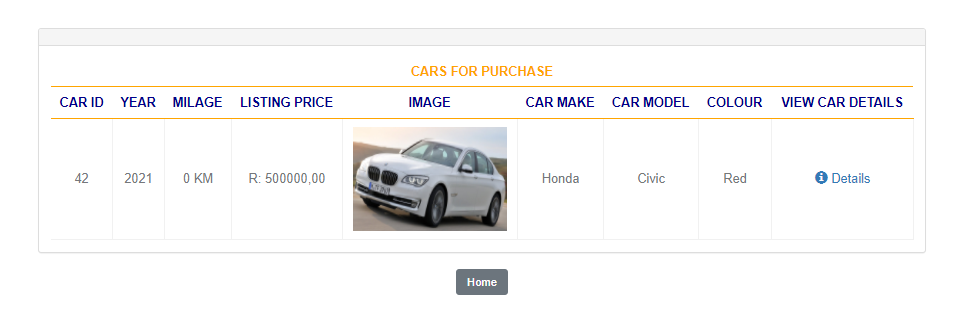 CARS FOR PURCHASE
CAR ID YEAR MILAGE LISTING PRICE IMAGE CAR MAKE CAR MODEL COLOUR VIEW CAR DETAILS
42 2021 0 KM R: 500000,00 Honda Civic Red Details
Home